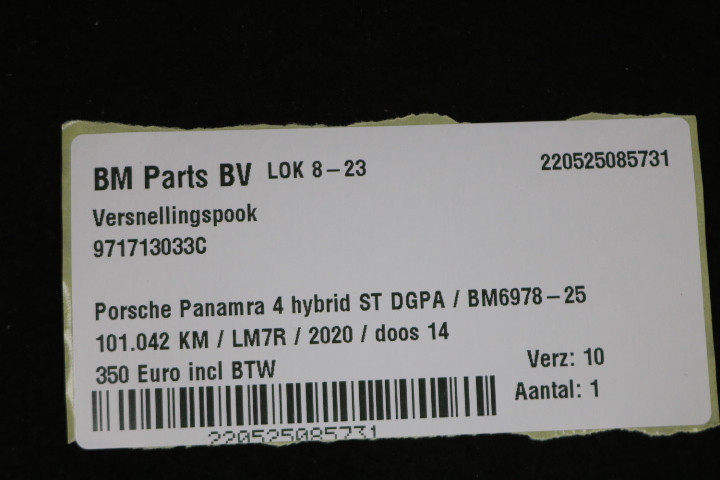 BM Parts BV LOK 8-23 220525085731
Versnellingspook
971713033C
Porsche Panamra 4 hybrid ST DGPA / BM6978-25
101.042 KM / LM7R / 2020 / doos 14
350 Euro incl BTW Verz: 10
Aantal: 1
220525085731